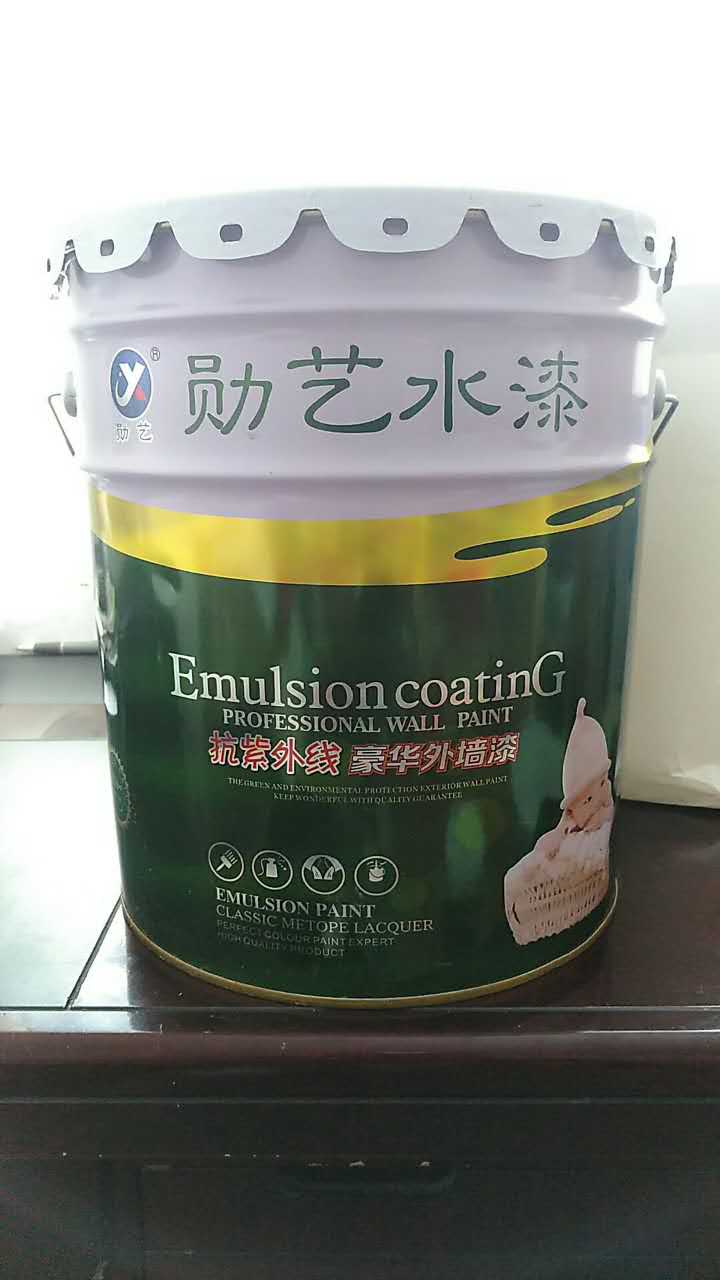 ®
勋艺
勋艺水漆
Emulsion coatinG
PROFESSIONAL WALL PAINT
抗紫外线 豪华外墙漆
THE GREEN AND ENVIRONMENTAL PROTECTION EXTERIOR WALL PAINT
KEEP WONDERFUL WITH QUALITY GUARANTEE
EMULSION PAINT
CLASSIC METOPE LACQUER
PERFECT COLOUR PAINT EXPERT
HIGH QUALITY PRODUCT